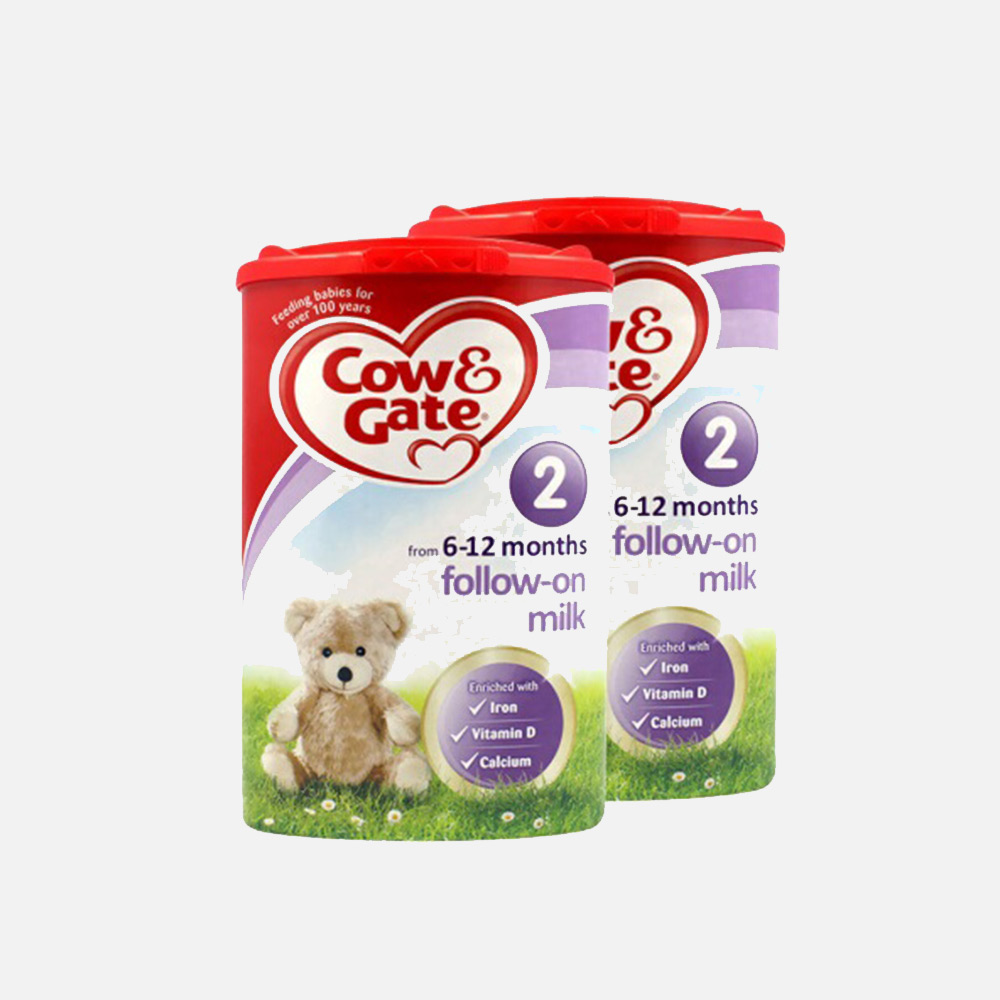 Feeding babies for
over 100 years
Cow &
Gate®
2
from 6-12 months
follow-on
milk
Enriched with
Iron
Vitamin D
Calcium
2
6-12 months
follow-on
milk
Enriched with
Iron
Vitamin D
Calcium